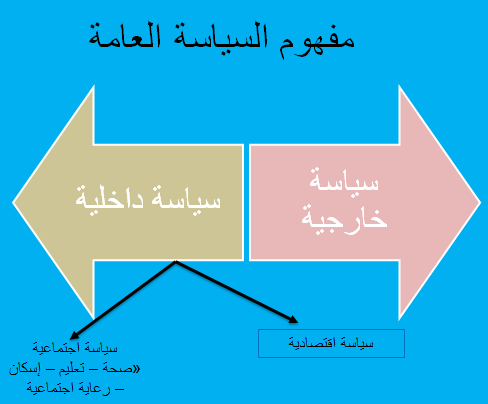 مفهوم السياسة العامة
سياسة
خارجية
سياسة داخلية
سياسة اقتصادية
سياسة اجتماعية
«صحة – تعليم – إسكان
– رعاية اجتماعية